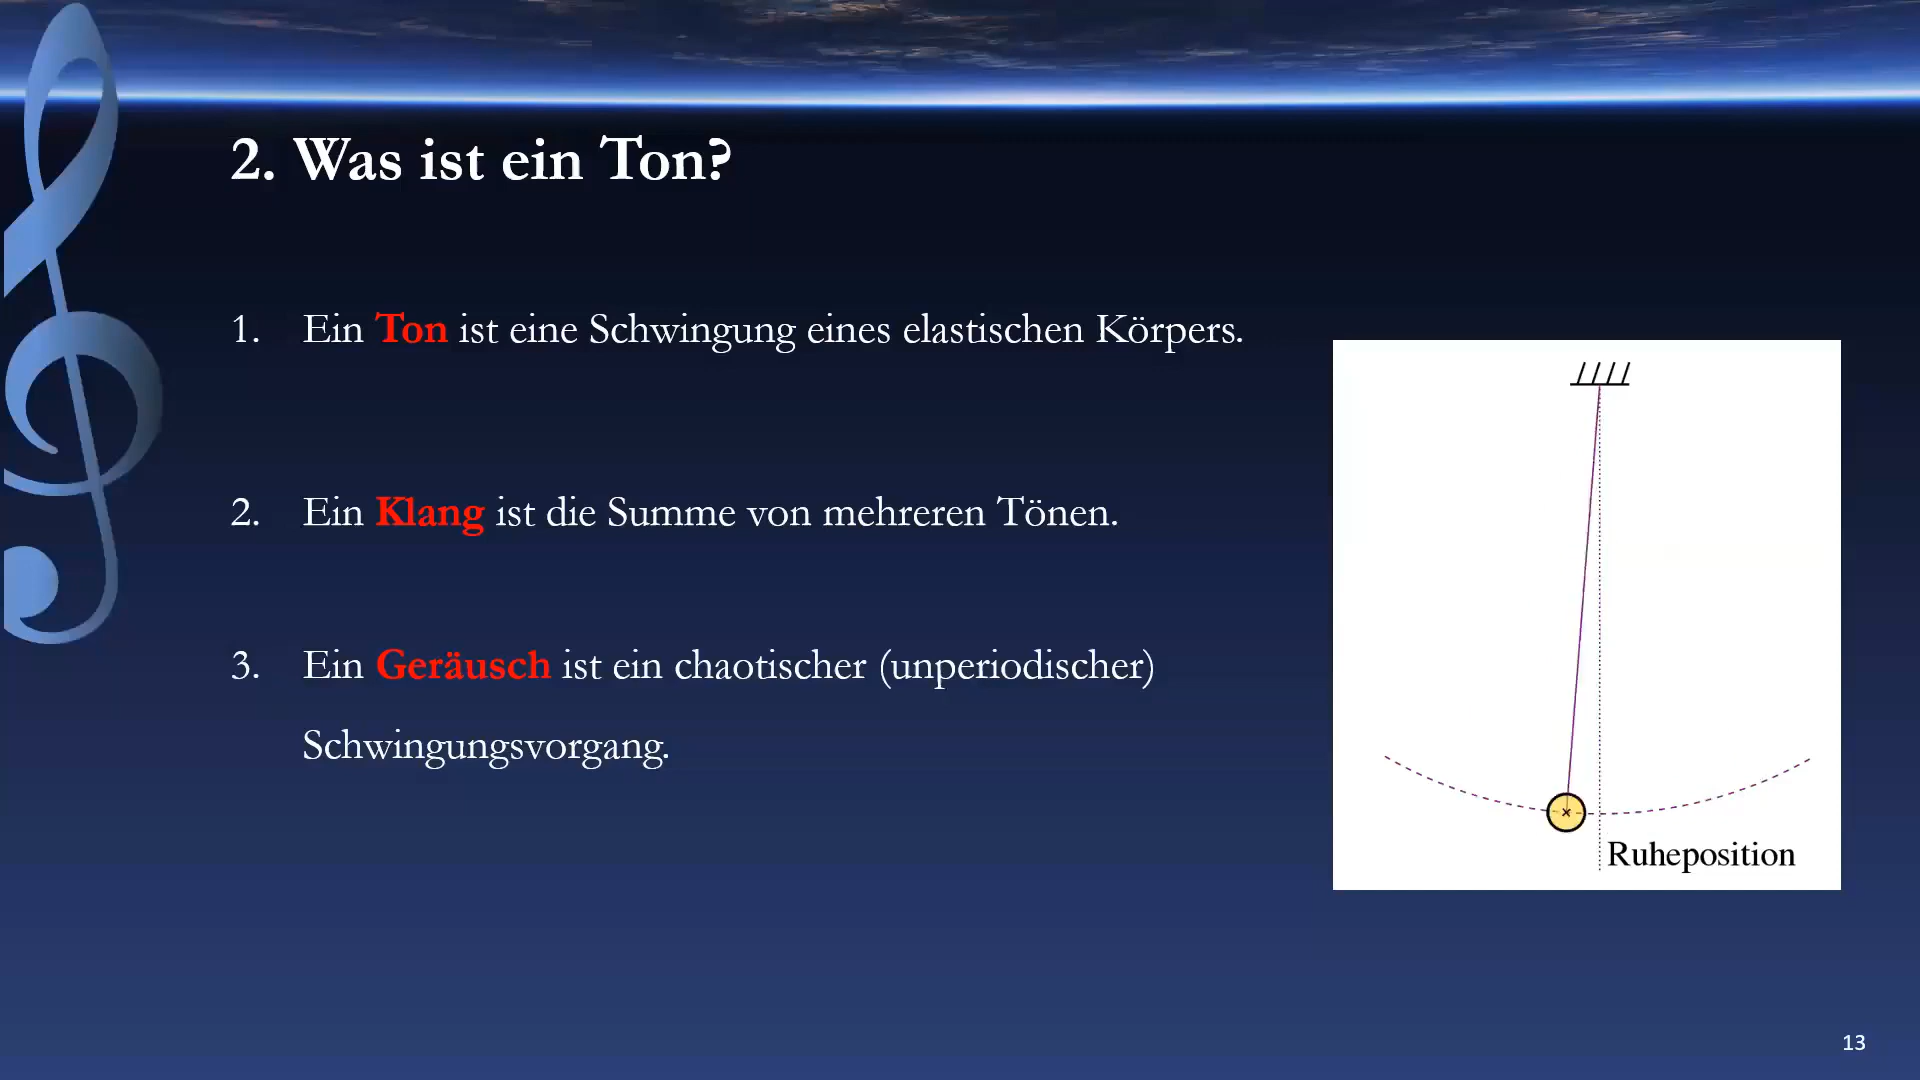 2. Was ist ein Ton?
1. Ein Ton ist eine Schwingung eines elastischen Körpers.
2. Ein Klang ist die Summe von mehreren Tönen.
3. Ein Geräusch ist ein chaotischer (unperiodischer)
Schwingungsvorgang.
Ruheposition
13